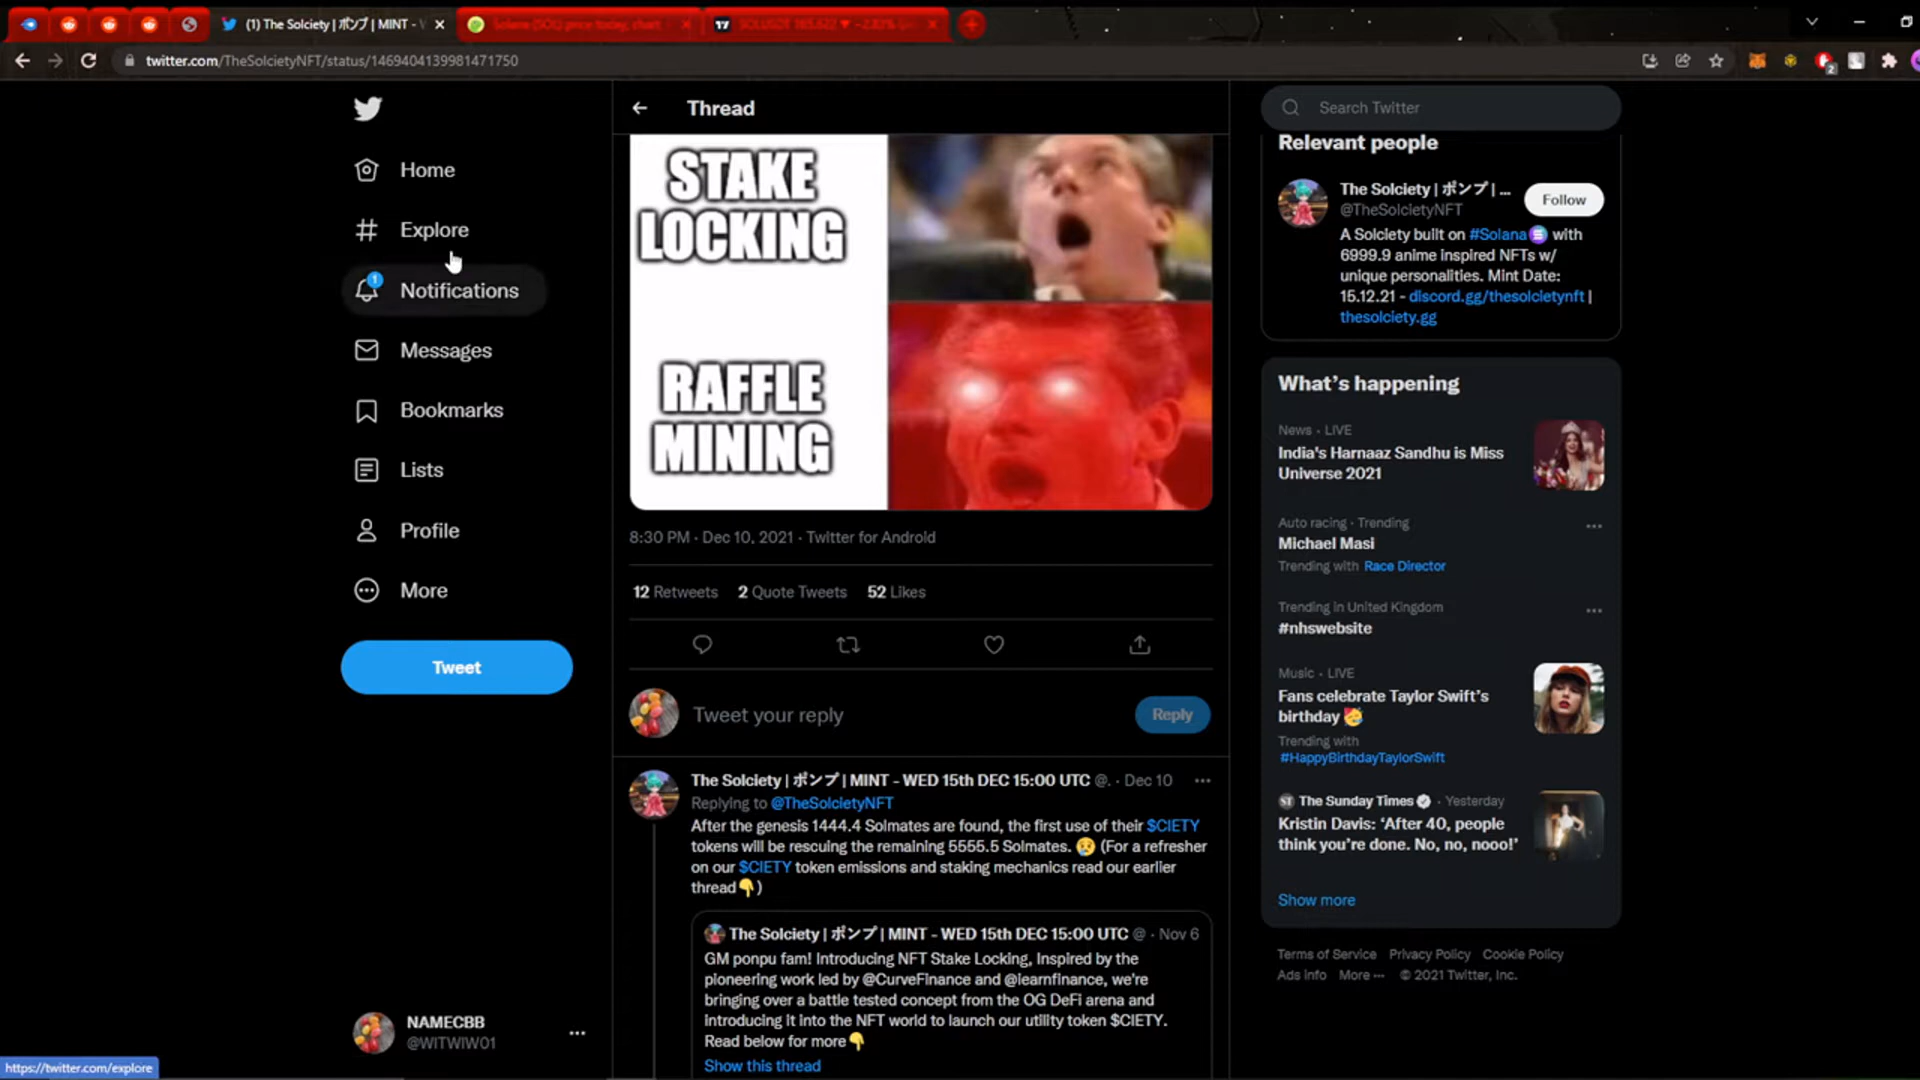 (1) The Solciety | ポンプ | MINT -
Solana (SOL) price today, chart
twitter.com/TheSolcietyNFT/status/1469404139981471750
2
Home
Explore
1
Notifications
Messages
Bookmarks
Lists
Profile
More
Tweet
NAMECBB
@WITWIW01
https://twitter.com/explore
Thread
STAKE
LOCKING
RAFFLE
MINING
8:30 PM · Dec 10, 2021 · Twitter for Android
12 Retweets 2 Quote Tweets 52 Likes
Tweet your reply
Reply
The Solciety | ポンプ | MINT - WED 15th DEC 15:00 UTC @. · Dec 10
Replying to @TheSolcietyNFT
After the genesis 1444.4 Solmates are found, the first use of their $CIETY
tokens will be rescuing the remaining 5555.5 Solmates. 😢 (For a refresher
on our $CIETY token emissions and staking mechanics read our earlier
thread👇)
The Solciety | ポンプ | MINT - WED 15th DEC 15:00 UTC @ · Nov 6
GM ponpu fam! Introducing NFT Stake Locking, Inspired by the
pioneering work led by @CurveFinance and @iearnfinance, we're
bringing over a battle tested concept from the OG DeFi arena and
introducing it into the NFT world to launch our utility token $CIETY.
Read below for more👇
Show this thread
Search Twitter
Relevant people
The Solciety | ポンプ | ...
@TheSolcietyNFT
Follow
A Solciety built on #Solana with
6999.9 anime inspired NFTs w/
unique personalities. Mint Date:
15.12.21 - discord.gg/thesolcietynft |
thesolciety.gg
What's happening
News · LIVE
India's Harnaaz Sandhu is Miss
Universe 2021
Auto racing · Trending
Michael Masi
Trending with Race Director
Trending in United Kingdom
#nhswebsite
Music · LIVE
Fans celebrate Taylor Swift's
birthday 🥳
Trending with
#HappyBirthdayTaylorSwift
The Sunday Times · Yesterday
Kristin Davis: 'After 40, people
think you're done. No, no, nooo!'
Show more
Terms of Service Privacy Policy Cookie Policy
Ads info More ··· © 2021 Twitter, Inc.